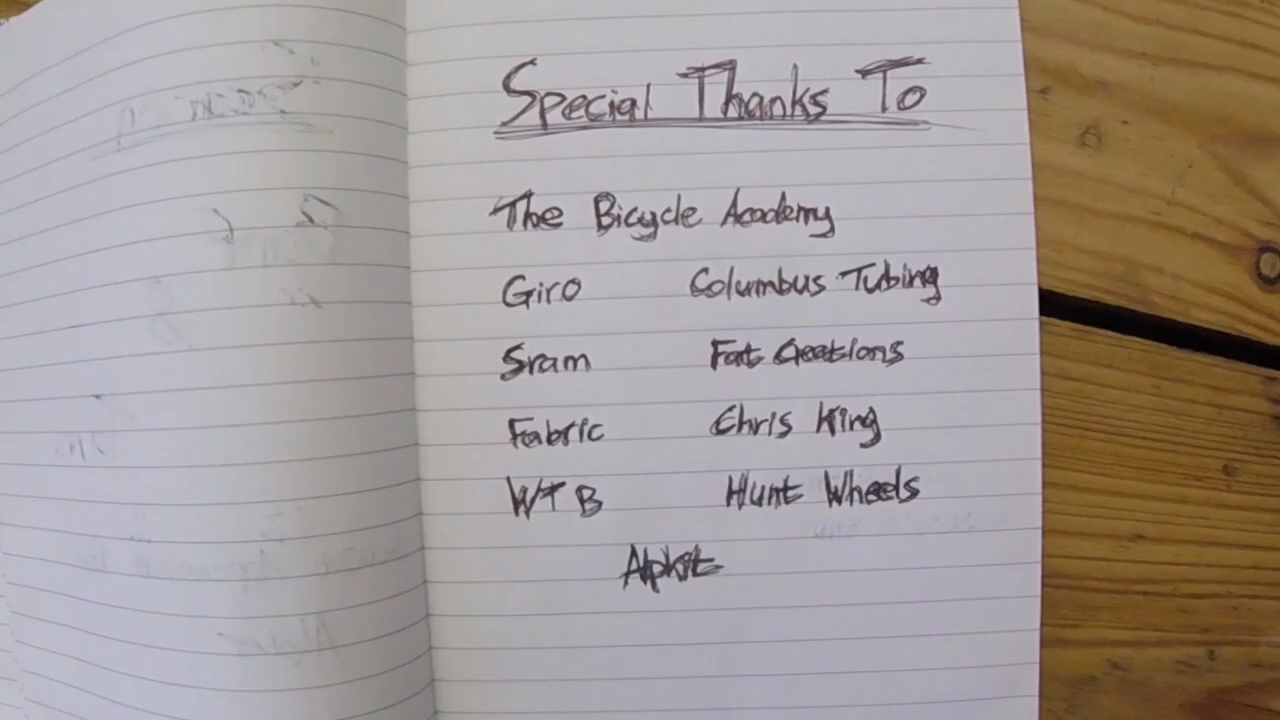 Special Thanks To
The Bicycle Academy
Giro Columbus Tubing
Sram Fat Creations
Fabric Chris King
WTB Hunt Wheels
Alpkit